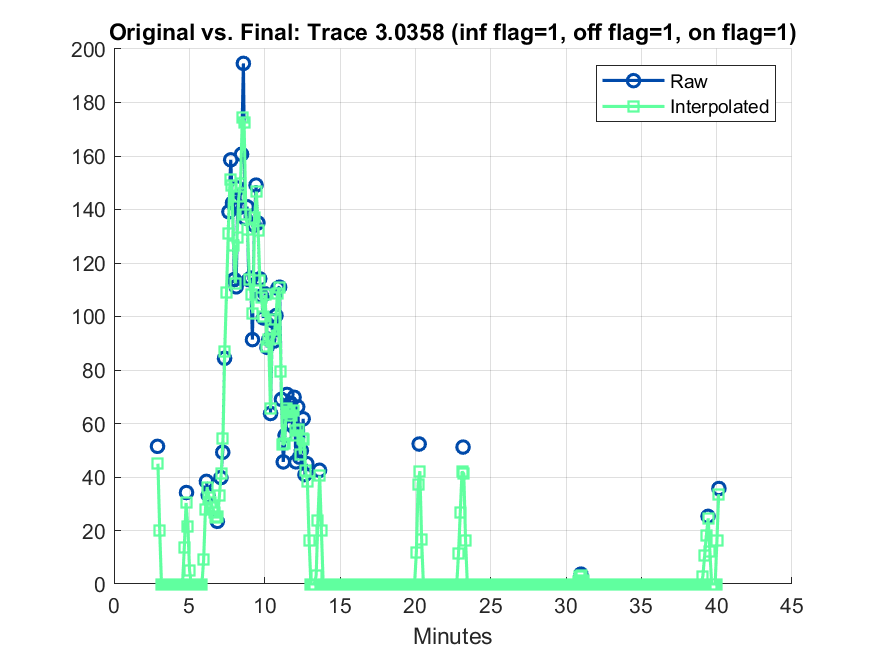 Original vs. Final: Trace 3.0358 (inf flag=1, off flag=1, on flag=1)
200
180
160
140
120
100
80
60
40
20
0
Raw
Interpolated
0 5 10 15 20 25 30 35 40 45
Minutes